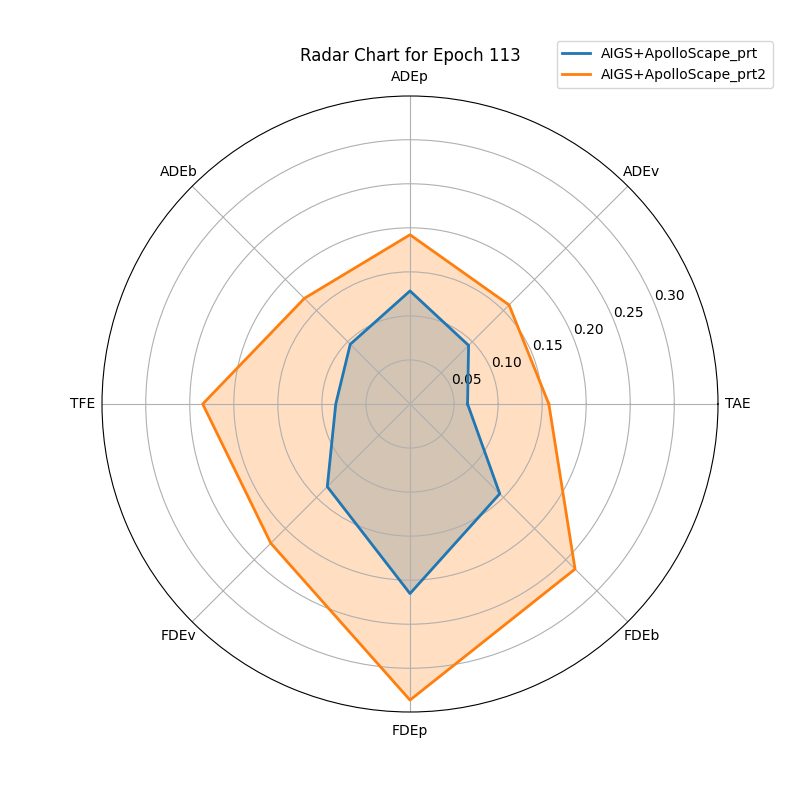 Radar Chart for Epoch 113
AIGS+ApolloScape_prt
AIGS+ApolloScape_prt2
ADEp
ADEb
ADEv
0.30
0.25
0.20
0.15
0.10
0.05
TFE
TAE
FDEv
FDEb
FDEp